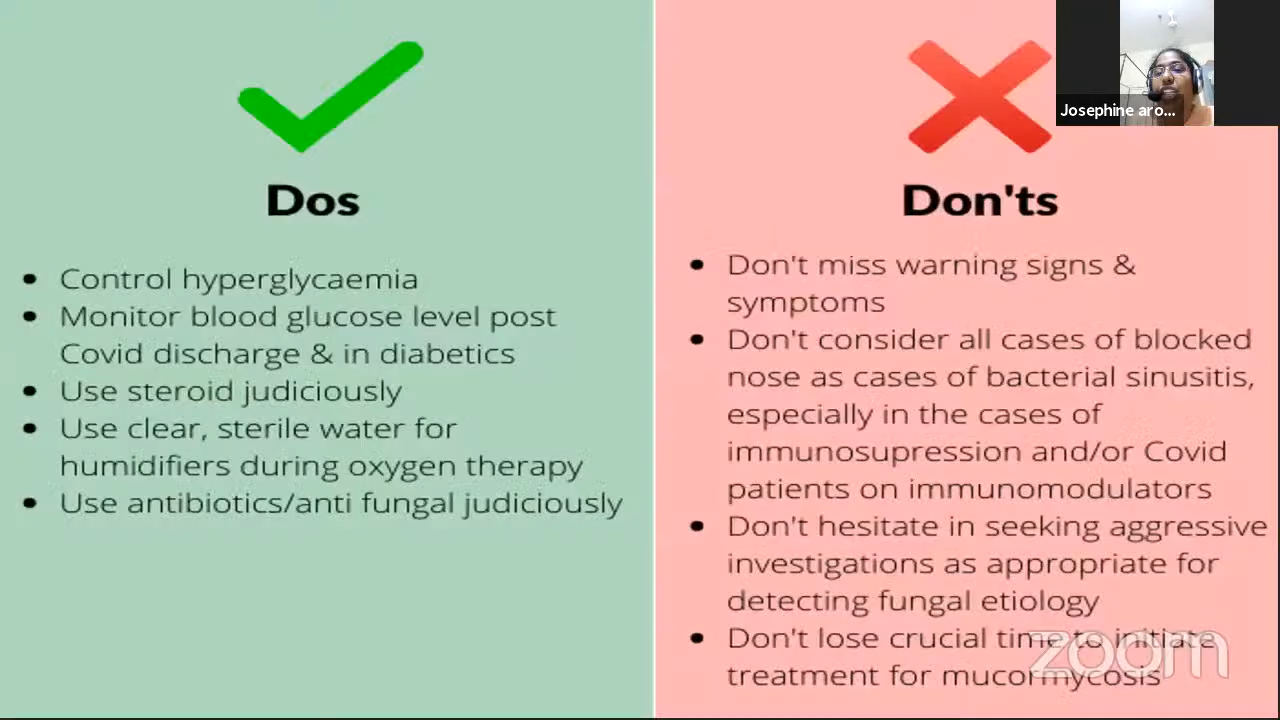 Dos
• Control hyperglycaemia
• Monitor blood glucose level post
Covid discharge & in diabetics
• Use steroid judiciously
• Use clear, sterile water for
humidifiers during oxygen therapy
• Use antibiotics/anti fungal judiciously
Don'ts
• Don't miss warning signs &
symptoms
• Don't consider all cases of blocked
nose as cases of bacterial sinusitis,
especially in the cases of
immunosupression and/or Covid
patients on immunomodulators
• Don't hesitate in seeking aggressive
investigations as appropriate for
detecting fungal etiology
• Don't lose crucial time to initiate
treatment for mucormycosis
Josephine aro...
zoom